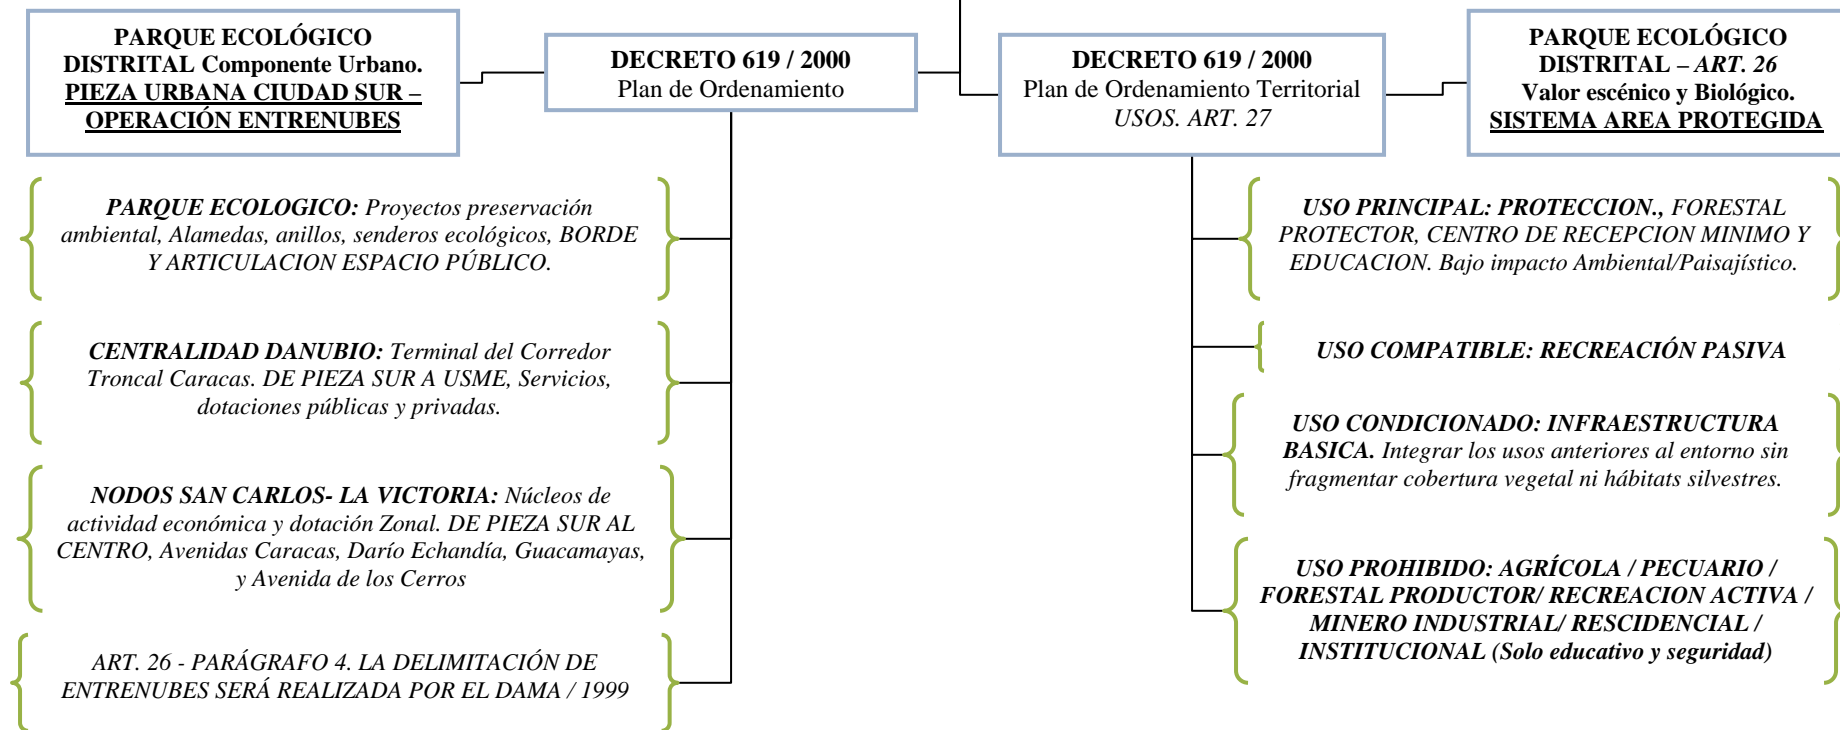 PARQUE ECOLÓGICO
DISTRITAL Componente Urbano.
PIEZA URBANA CIUDAD SUR –
OPERACIÓN ENTRENUBES
DECRETO 619 / 2000
Plan de Ordenamiento
DECRETO 619 / 2000
Plan de Ordenamiento Territorial
USOS. ART. 27
PARQUE ECOLÓGICO
DISTRITAL – ART. 26
Valor escénico y Biológico.
SISTEMA AREA PROTEGIDA
PARQUE ECOLOGICO: Proyectos preservación
ambiental, Alamedas, anillos, senderos ecológicos, BORDE
Y ARTICULACION ESPACIO PÚBLICO.
CENTRALIDAD DANUBIO: Terminal del Corredor
Troncal Caracas. DE PIEZA SUR A USME, Servicios,
dotaciones públicas y privadas.
NODOS SAN CARLOS- LA VICTORIA: Núcleos de
actividad económica y dotación Zonal. DE PIEZA SUR AL
CENTRO, Avenidas Caracas, Darío Echandía, Guacamayas,
y Avenida de los Cerros
ART. 26 - PARÁGRAFO 4. LA DELIMITACIÓN DE
ENTRENUBES SERÁ REALIZADA POR EL DAMA / 1999
USO PRINCIPAL: PROTECCION., FORESTAL
PROTECTOR, CENTRO DE RECEPCION MINIMO Y
EDUCACION. Bajo impacto Ambiental/Paisajístico.
USO COMPATIBLE: RECREACIÓN PASIVA
USO CONDICIONADO: INFRAESTRUCTURA
BASICA. Integrar los usos anteriores al entorno sin
fragmentar cobertura vegetal ni hábitats silvestres.
USO PROHIBIDO: AGRÍCOLA / PECUARIO /
FORESTAL PRODUCTOR/ RECREACION ACTIVA /
MINERO INDUSTRIAL/ RESCIDENCIAL /
INSTITUCIONAL (Solo educativo y seguridad)